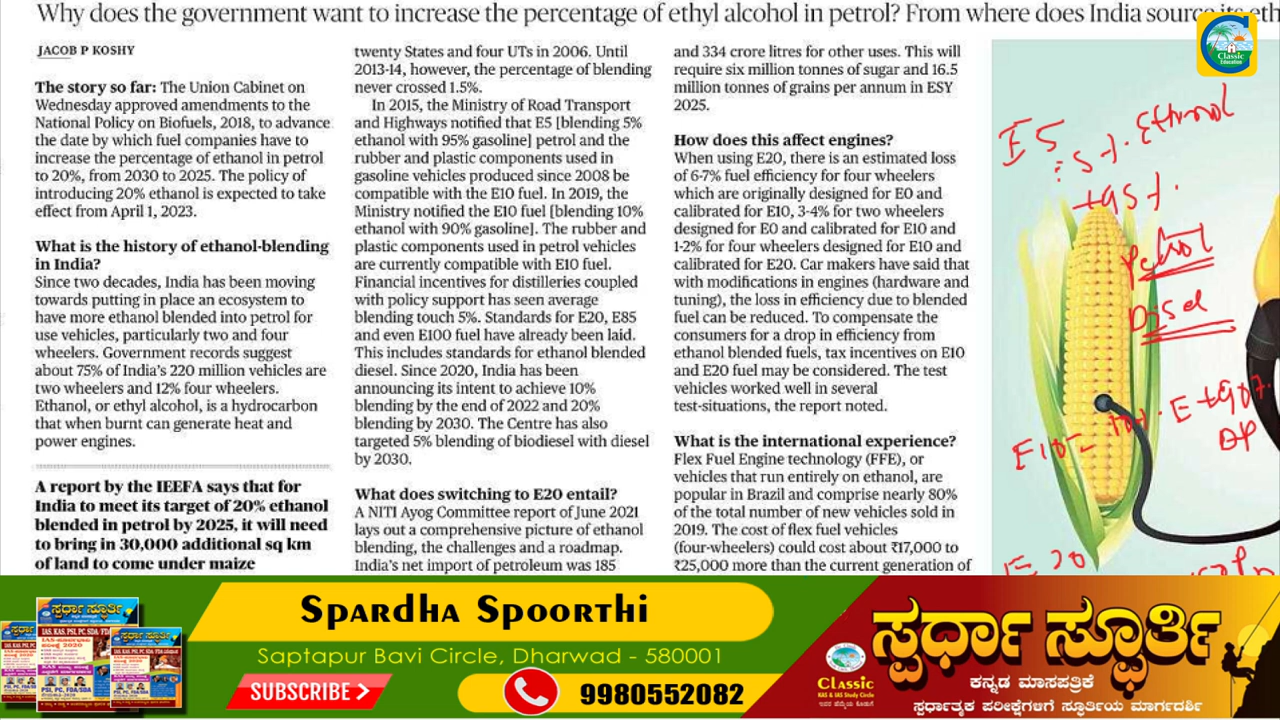 Why does the government want to increase the percentage of ethyl alcohol in petrol? From where does India source its eth
JACOB P KOSHY
The story so far: The Union Cabinet on
Wednesday approved amendments to the
National Policy on Biofuels, 2018, to advance
the date by which fuel companies have to
increase the percentage of ethanol in petrol
to 20%, from 2030 to 2025. The policy of
introducing 20% ethanol is expected to take
effect from April 1, 2023.
What is the history of ethanol-blending
in India?
Since two decades, India has been moving
towards putting in place an ecosystem to
have more ethanol blended into petrol for
use vehicles, particularly two and four
wheelers. Government records suggest
about 75% of India's 220 million vehicles are
two wheelers and 12% four wheelers.
Ethanol, or ethyl alcohol, is a hydrocarbon
that when burnt can generate heat and
power engines.
A report by the IEEFA says that for
India to meet its target of 20% ethanol
blended in petrol by 2025, it will need
to bring in 30,000 additional sq km
of land to come under maize
twenty States and four UTs in 2006. Until
2013-14, however, the percentage of blending
never crossed 1.5%.
In 2015, the Ministry of Road Transport
and Highways notified that E5 [blending 5%
ethanol with 95% gasoline] petrol and the
rubber and plastic components used in
gasoline vehicles produced since 2008 be
compatible with the E10 fuel. In 2019, the
Ministry notified the E10 fuel [blending 10%
ethanol with 90% gasoline]. The rubber and
plastic components used in petrol vehicles
are currently compatible with E10 fuel.
Financial incentives for distilleries coupled
with policy support has seen average
blending touch 5%. Standards for E20, E85
and even E100 fuel have already been laid.
This includes standards for ethanol blended
diesel. Since 2020, India has been
announcing its intent to achieve 10%
blending by the end of 2022 and 20%
blending by 2030. The Centre has also
targeted 5% blending of biodiesel with diesel
by 2030.
What does switching to E20 entail?
A NITI Ayog Committee report of June 2021
lays out a comprehensive picture of ethanol
blending, the challenges and a roadmap.
India's net import of petroleum was 185
and 334 crore litres for other uses. This will
require six million tonnes of sugar and 16.5
million tonnes of grains per annum in ESY
2025.
How does this affect engines?
When using E20, there is an estimated loss
of 6-7% fuel efficiency for four wheelers
which are originally designed for E0 and
calibrated for E10, 3-4% for two wheelers
designed for E0 and calibrated for E10 and
1-2% for four wheelers designed for E10 and
calibrated for E20. Car makers have said that
with modifications in engines (hardware and
tuning), the loss in efficiency due to blended
fuel can be reduced. To compensate the
consumers for a drop in efficiency from
ethanol blended fuels, tax incentives on E10
and E20 fuel may be considered. The test
vehicles worked well in several
test-situations, the report noted.
What is the international experience?
Flex Fuel Engine technology (FFE), or
vehicles that run entirely on ethanol, are
popular in Brazil and comprise nearly 80%
of the total number of new vehicles sold in
2019. The cost of flex fuel vehicles
(four-wheelers) could cost about ₹17,000 to
₹25,000 more than the current generation of
Classic
Education
E5
: 5%. Ethanol
+95%.
Petrol
Disel
E10 - 10%. E +90%.
DP
E 20
Spardha Spoorthi
Saptapur Bavi Circle, Dharwad - 580001
SUBSCRIBE >
9980552082
ಸ್ಪರ್ಧಾ ಸ್ಫೂರ್ತಿ
ಕನ್ನಡ ಮಾಸಪತ್ರಿಕೆ
ಸ್ಪರ್ಧಾತ್ಮಕ ಪರೀಕ್ಷೆಗಳಿಗೆ ಸ್ಫೂರ್ತಿಯ ಮಾರ್ಗದರ್ಶಿ
Classic
KAS & IAS Study Circle